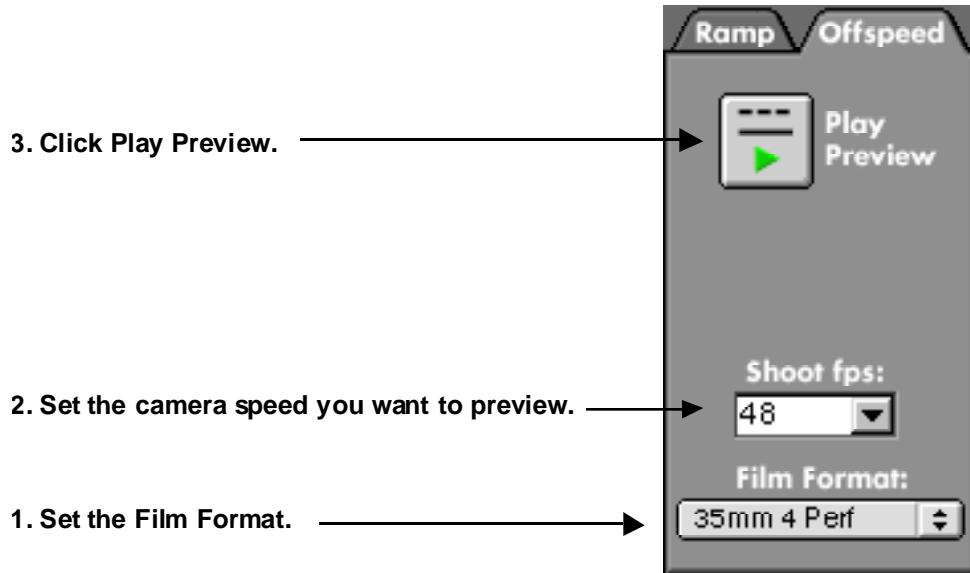 Ramp Offspeed
3. Click Play Preview.
Play
Preview
Shoot fps:
2. Set the camera speed you want to preview.
48
Film Format:
1. Set the Film Format.
35mm 4 Perf